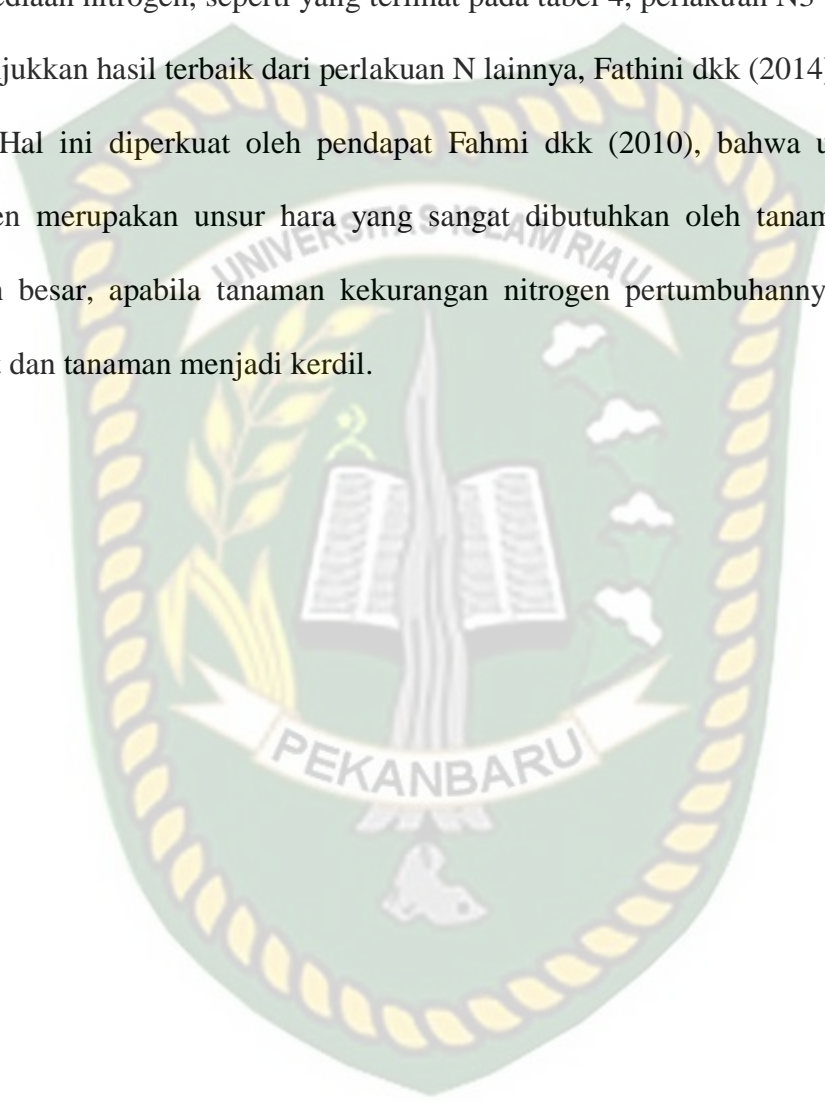 ediaan nitrogen, seperti yang terlihat pada tabel 4, perlakuan N3
jukkan hasil terbaik dari perlakuan N lainnya, Fathini dkk (2014)
Hal ini diperkuat oleh pendapat Fahmi dkk (2010), bahwa u
en merupakan unsur hara yang sangat dibutuhkan oleh tanam
n besar, apabila tanaman kekurangan nitrogen pertumbuhanny
dan tanaman menjadi kerdil.
UNIVERSITAS ISLAM RIAU
PEKANBARU